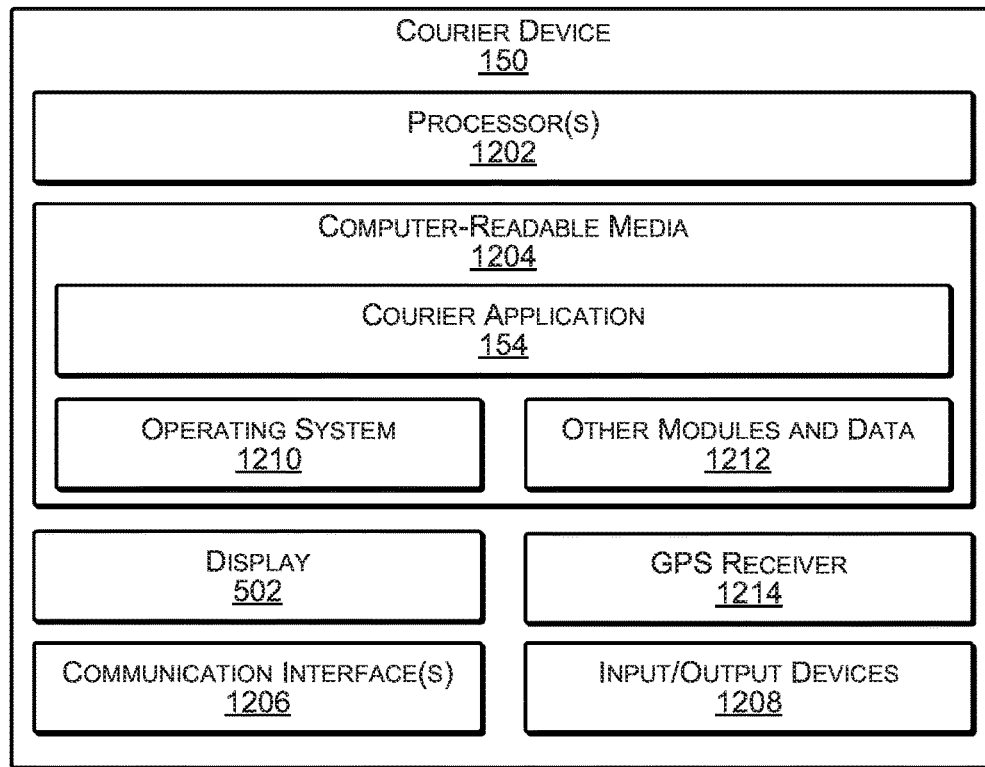 COURIER DEVICE
150
PROCESSOR(S)
1202
COMPUTER-READABLE MEDIA
1204
COURIER APPLICATION
154
OPERATING SYSTEM
1210
OTHER MODULES AND DATA
1212
DISPLAY
502
GPS RECEIVER
1214
COMMUNICATION INTERFACE(S)
1206
INPUT/OUTPUT DEVICES
1208